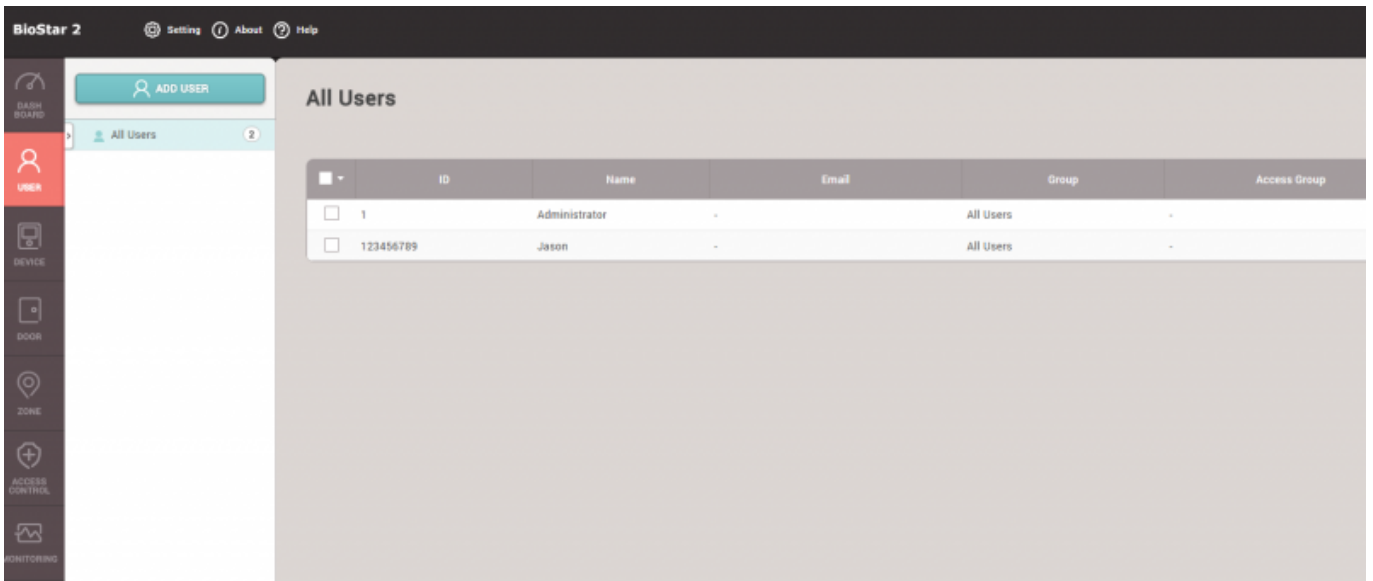 BioStar 2 Setting About Help
ADD USER
All Users 2
DASH
BOARD
USER
DEVICE
DOOR
ZONE
ACCESS
CONTROL
MONITORING
All Users
ID Name Email Group Access Group
1 Administrator - All Users -
123456789 Jason - All Users -